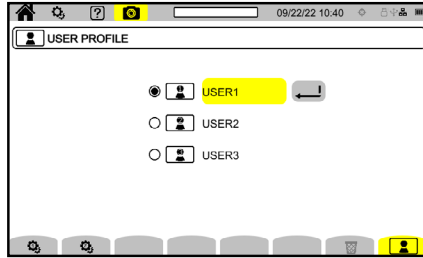 ? 09/22/22 10:40
USER PROFILE
USER1
USER2
USER3